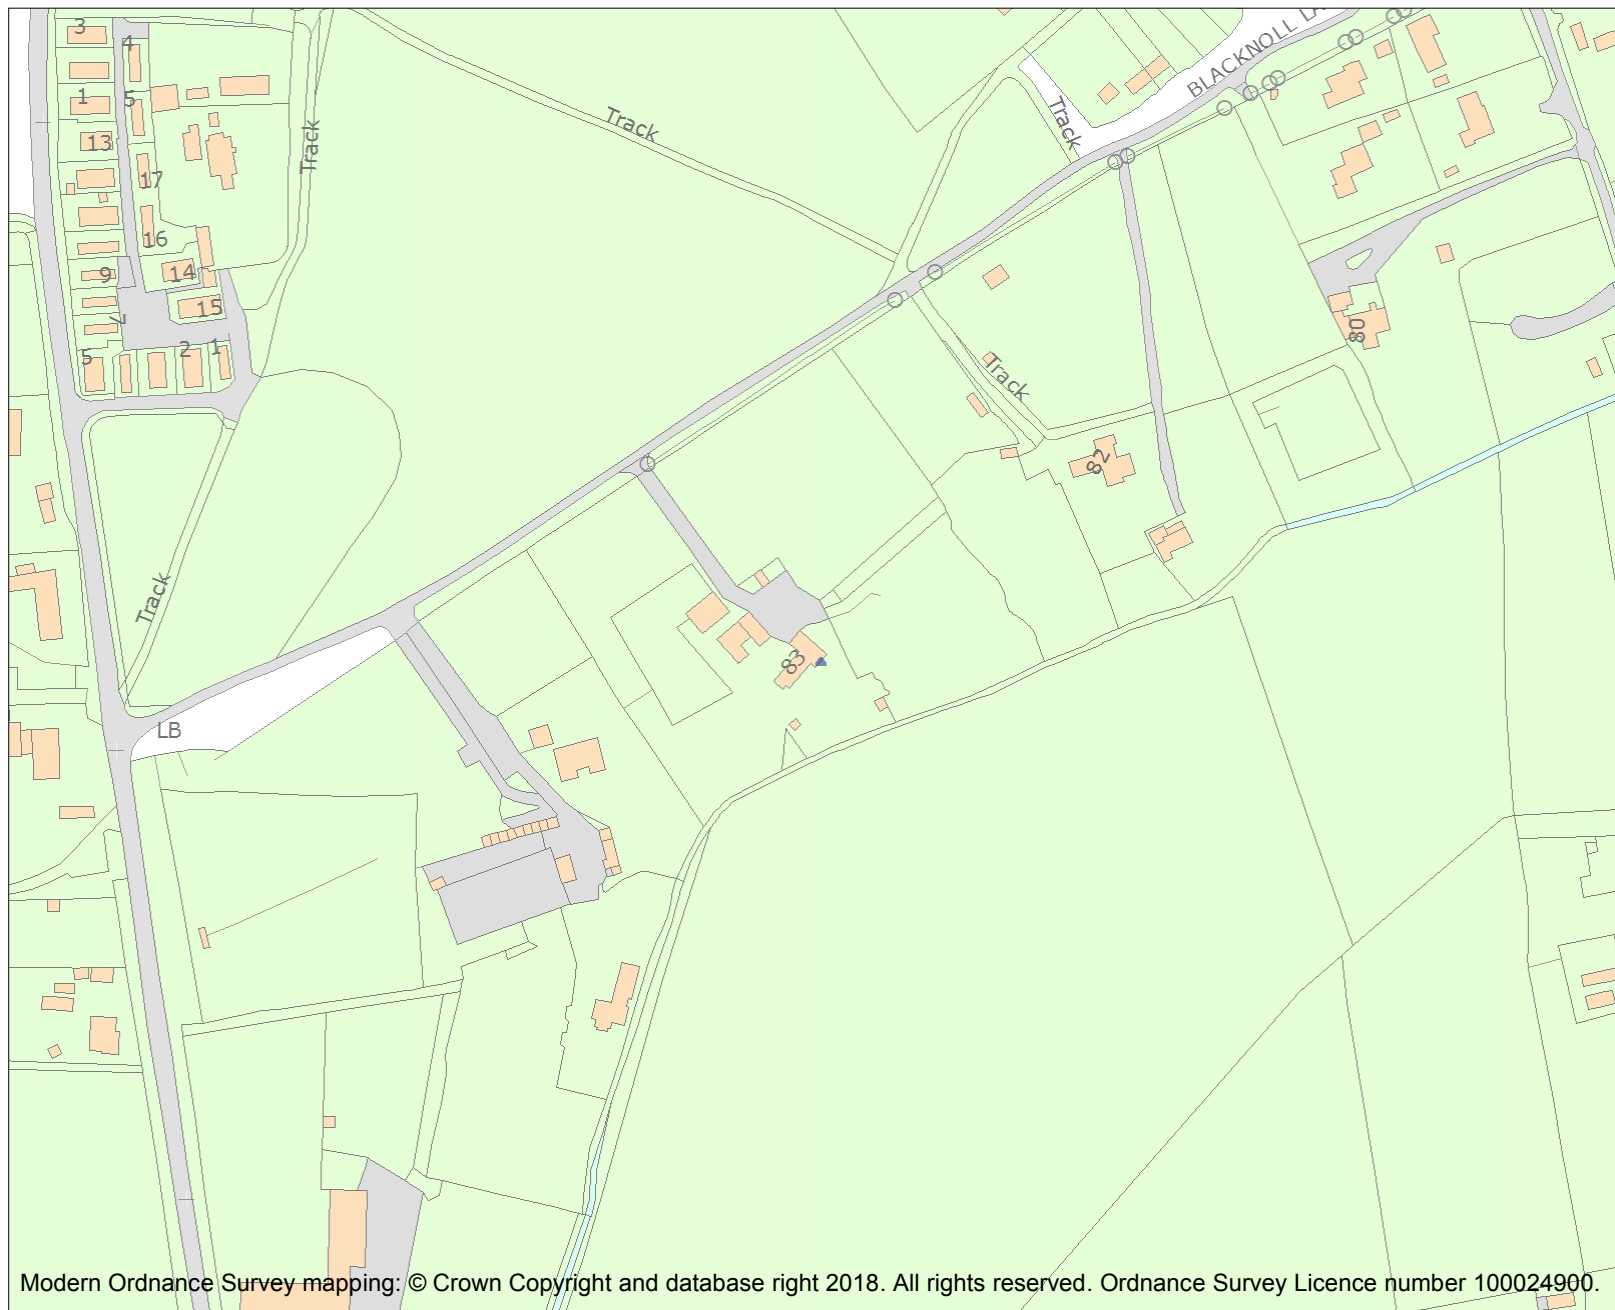 3
4
BLACKNOLL LA
1
5
Track
Track
Track
13
17
16
9
14
15
7
80
5
2
1
Track
82
Track
83
LB
Modern Ordnance Survey mapping: © Crown Copyright and database right 2018. All rights reserved. Ordnance Survey Licence number 100024900.